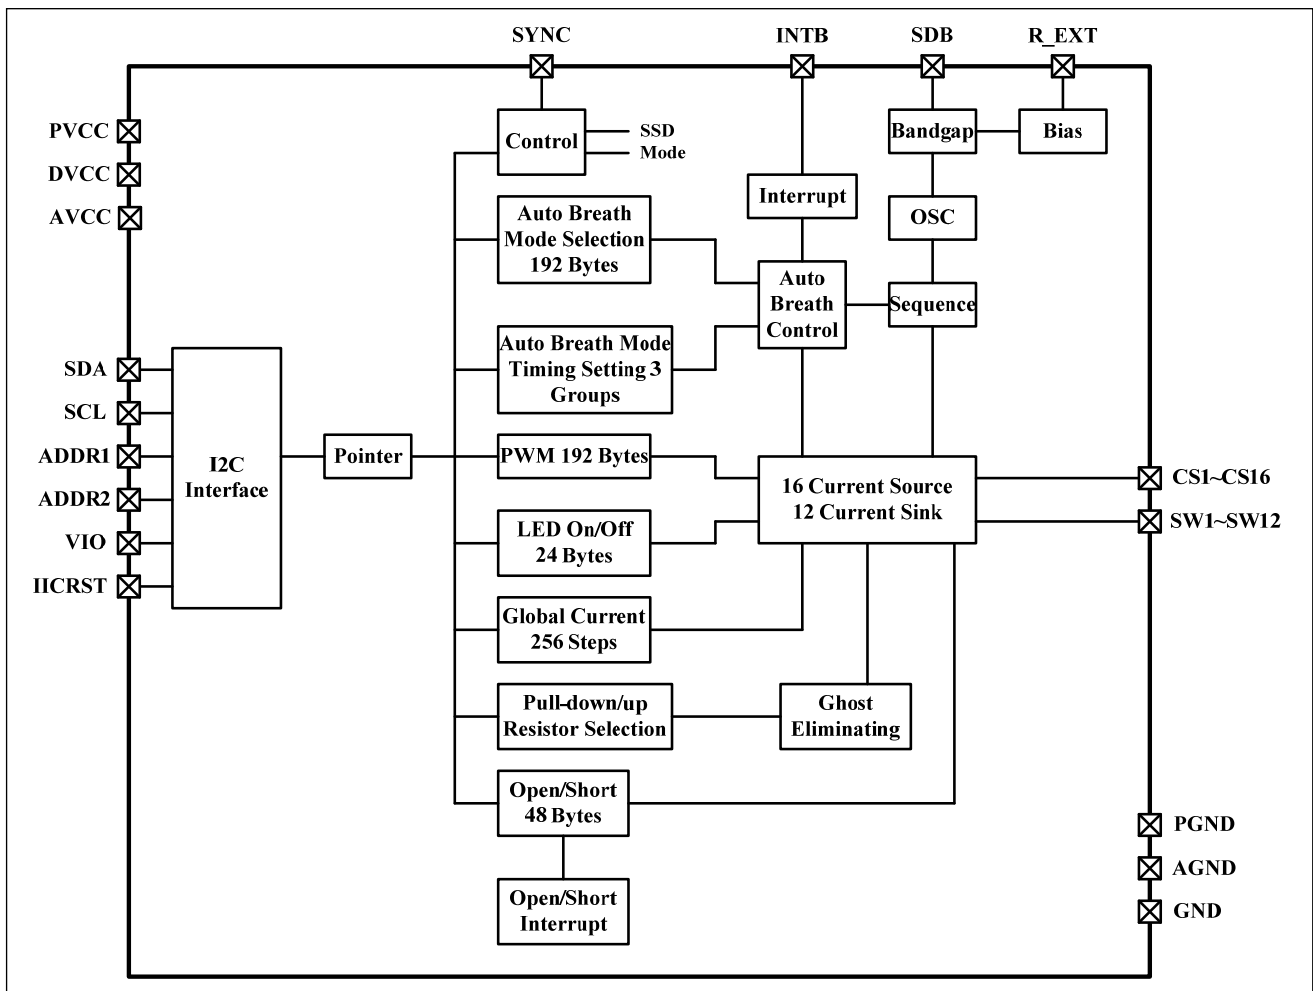 SYNC
INTB
SDB
R_EXT
PVCC
DVCC
AVCC
Control
SSD
Mode
Bandgap
Bias
Interrupt
OSC
Auto Breath
Mode Selection
192 Bytes
Auto
Breath
Control
Sequence
Auto Breath Mode
Timing Setting 3
Groups
SDA
SCL
ADDR1
ADDR2
VIO
IICRST
I2C
Interface
Pointer
PWM 192 Bytes
16 Current Source
12 Current Sink
CS1~CS16
SW1~SW12
LED On/Off
24 Bytes
Global Current
256 Steps
Pull-down/up
Resistor Selection
Ghost
Eliminating
Open/Short
48 Bytes
Open/Short
Interrupt
PGND
AGND
GND